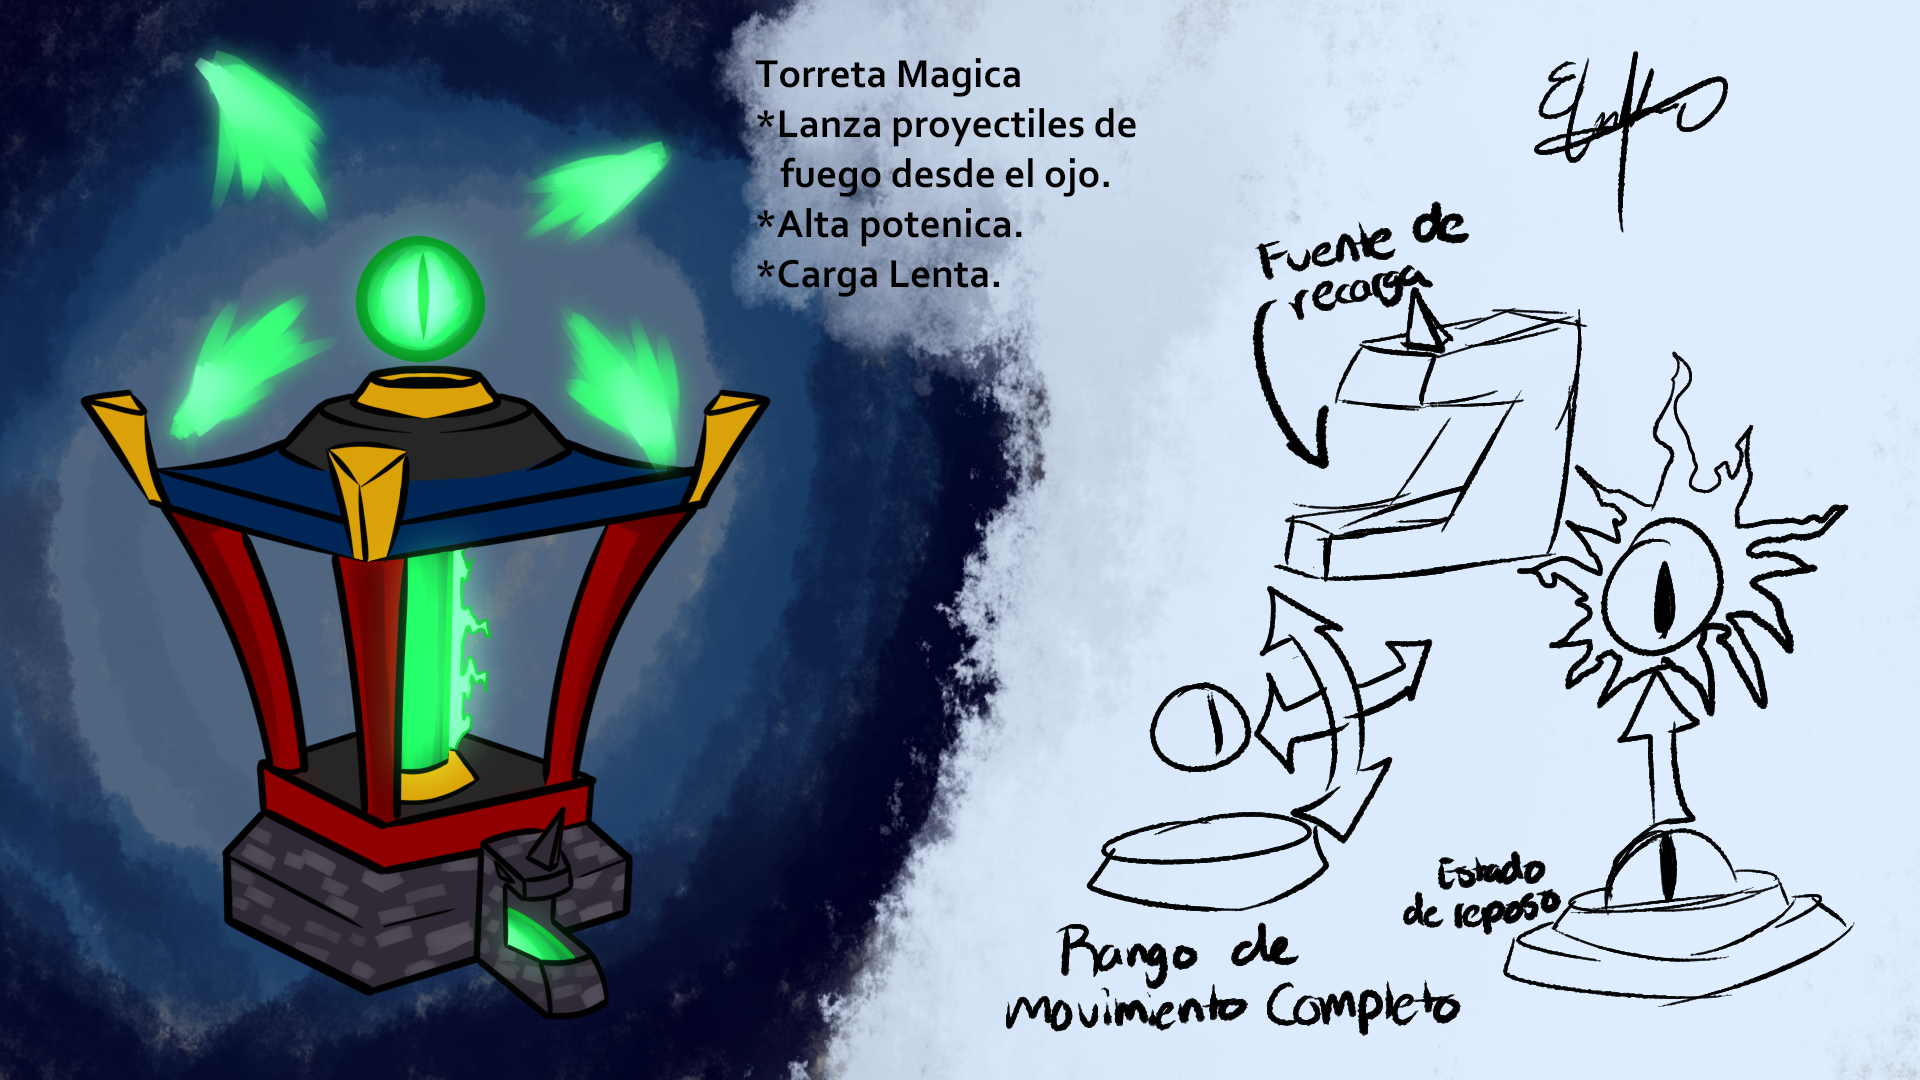 Torreta Magica
*Lanza proyectiles de
fuego desde el ojo.
*Alta potenica.
*Carga Lenta.
Fuente de
recarga
Estado
de reposo
Rango de
Movimiento Completo